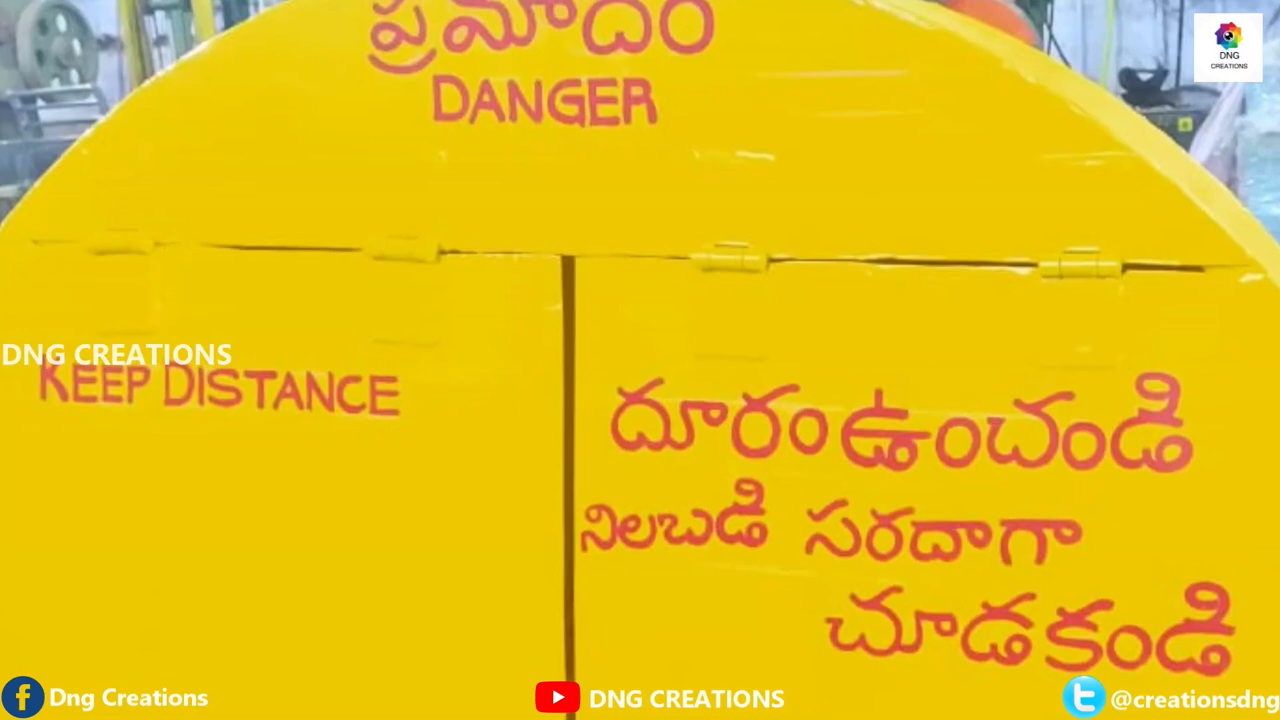 ప్రమాదం
DANGER
DNG
CREATIONS
DNG CREATIONS
KEEP DISTANCE
దూరం ఉంచండి
నిలబడి సరదాగా
చూడకండి
Dng Creations
DNG CREATIONS
@creationsdng